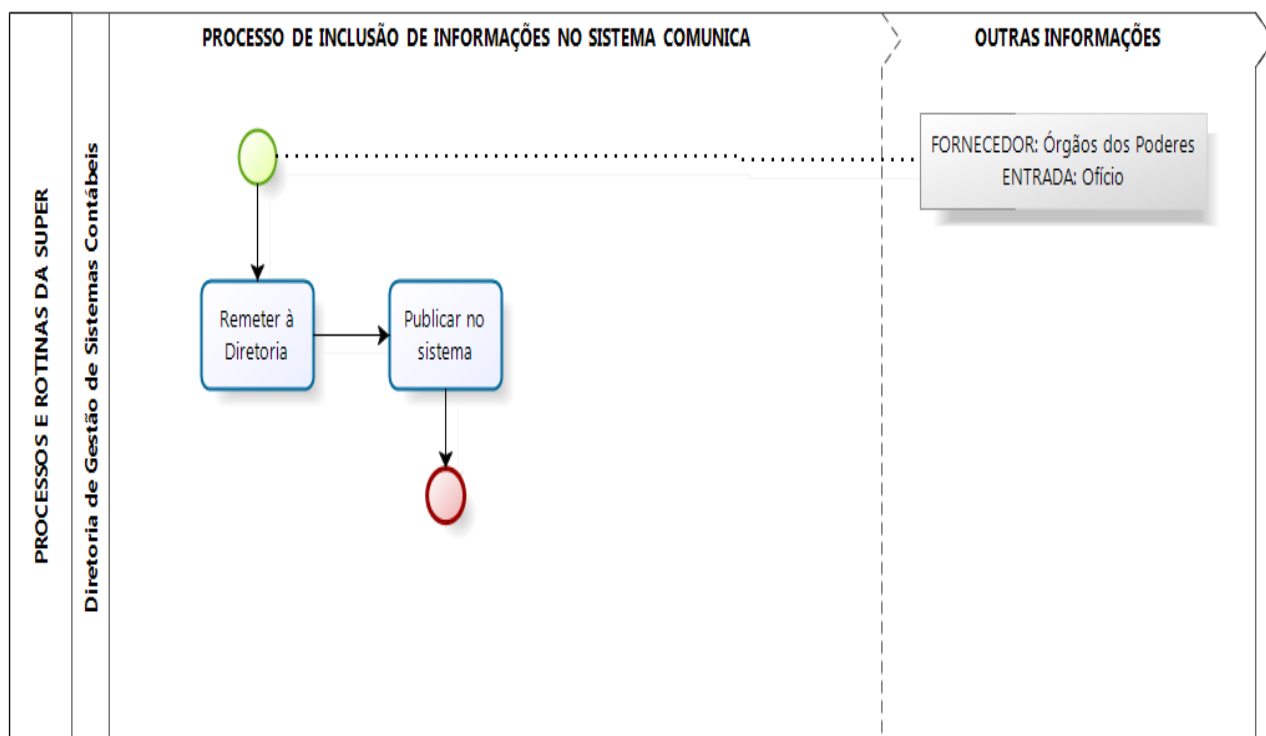 PROCESSOS E ROTINAS DA SUPER
Diretoria de Gestão de Sistemas Contábeis
PROCESSO DE INCLUSÃO DE INFORMAÇÕES NO SISTEMA COMUNICA
OUTRAS INFORMAÇÕES
FORNECEDOR: Órgãos dos Poderes
ENTRADA: Ofício
Remeter à
Diretoria
Publicar no
sistema